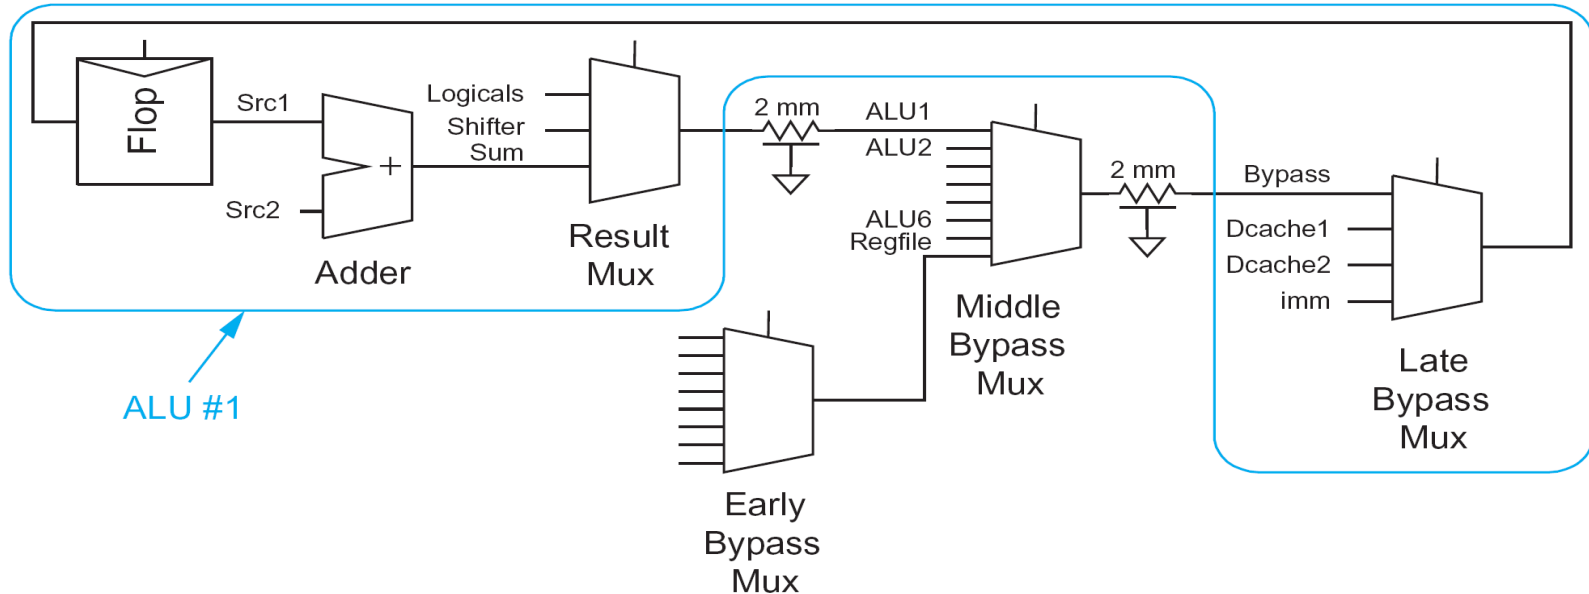 Flop
Src1
Src2
+
Adder
Logicals
Shifter
Sum
Result
Mux
2 mm
ALU1
ALU2
ALU6
Regfile
Middle
Bypass
Mux
2 mm
Bypass
Dcache1
Dcache2
imm
Late
Bypass
Mux
Early
Bypass
Mux
ALU #1